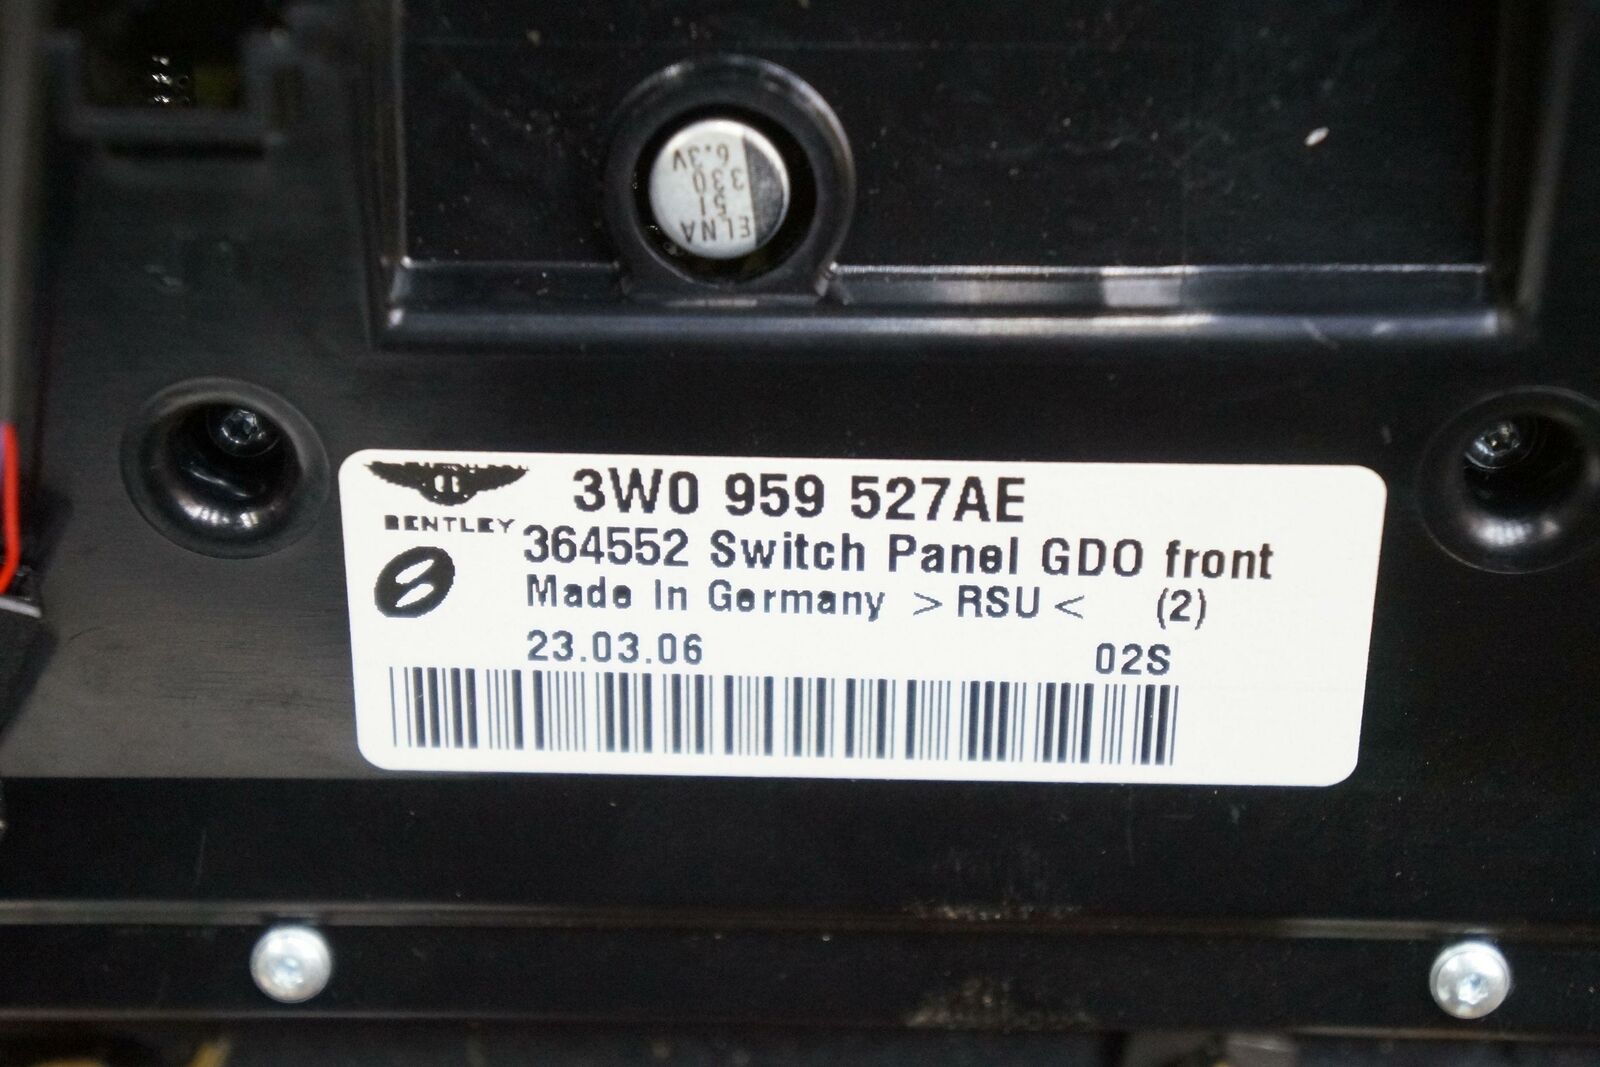 ELNA
51
330
6.3V
3W0 959 527AE
BENTLEY
364552 Switch Panel GDO front
Made In Germany >RSU< (2)
23.03.06 02S